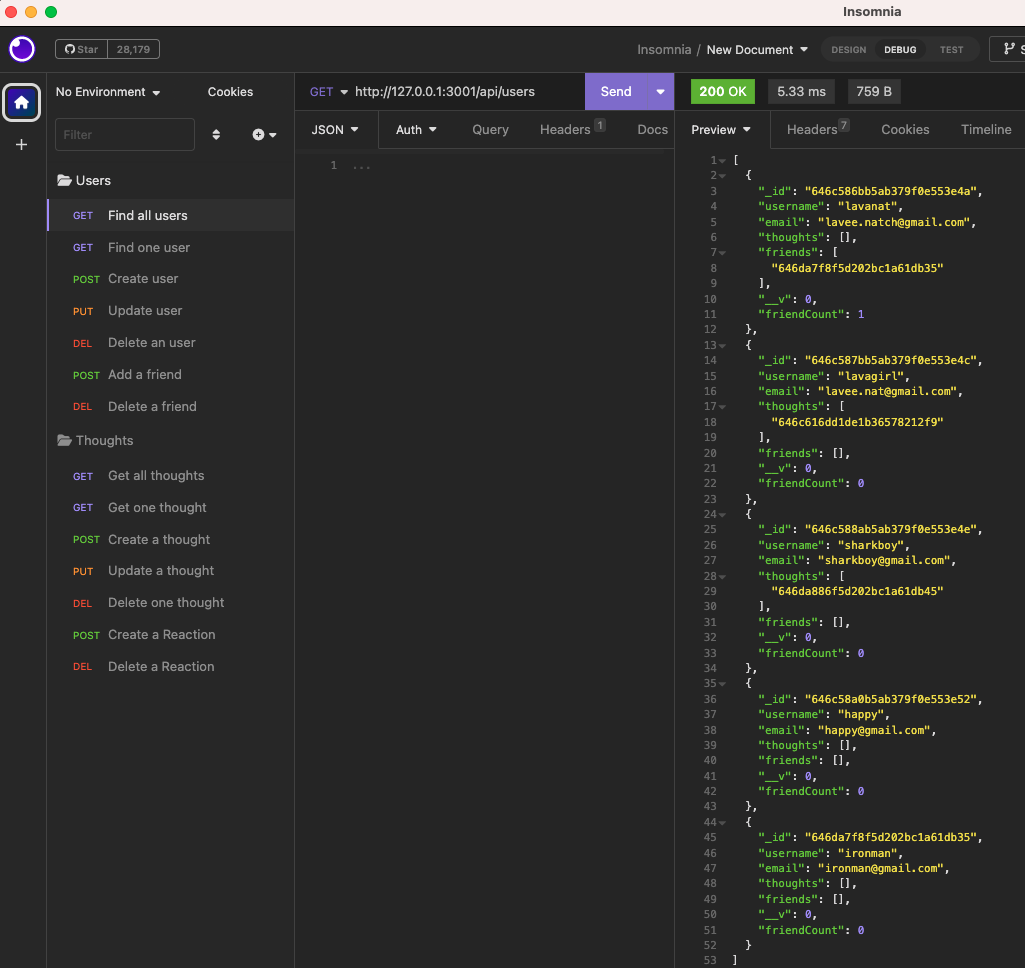 Insomnia
Star 28,179
Insomnia / New Document
DESIGN DEBUG TEST
No Environment Cookies
Filter
Users
GET Find all users
GET Find one user
POST Create user
PUT Update user
DEL Delete an user
POST Add a friend
DEL Delete a friend
Thoughts
GET Get all thoughts
GET Get one thought
POST Create a thought
PUT Update a thought
DEL Delete one thought
POST Create a Reaction
DEL Delete a Reaction
GET http://127.0.0.1:3001/api/users Send
JSON Auth Query Headers 1 Docs
1 ...
200 OK 5.33 ms 759 B
Preview Headers 7 Cookies Timeline
1 [
2 {
3 "_id": "646c586bb5ab379f0e553e4a",
4 "username": "lavanat",
5 "email": "lavee.natch@gmail.com",
6 "thoughts": [],
7 "friends": [
8 "646da7f8f5d202bc1a61db35"
9 ],
10 "__v": 0,
11 "friendCount": 1
12 },
13 {
14 "_id": "646c587bb5ab379f0e553e4c",
15 "username": "lavagirl",
16 "email": "lavee.nat@gmail.com",
17 "thoughts": [
18 "646c616dd1de1b36578212f9"
19 ],
20 "friends": [],
21 "__v": 0,
22 "friendCount": 0
23 },
24 {
25 "_id": "646c588ab5ab379f0e553e4e",
26 "username": "sharkboy",
27 "email": "sharkboy@gmail.com",
28 "thoughts": [
29 "646da886f5d202bc1a61db45"
30 ],
31 "friends": [],
32 "__v": 0,
33 "friendCount": 0
34 },
35 {
36 "_id": "646c58a0b5ab379f0e553e52",
37 "username": "happy",
38 "email": "happy@gmail.com",
39 "thoughts": [],
40 "friends": [],
41 "__v": 0,
42 "friendCount": 0
43 },
44 {
45 "_id": "646da7f8f5d202bc1a61db35",
46 "username": "ironman",
47 "email": "ironman@gmail.com",
48 "thoughts": [],
49 "friends": [],
50 "__v": 0,
51 "friendCount": 0
52 }
53 ]